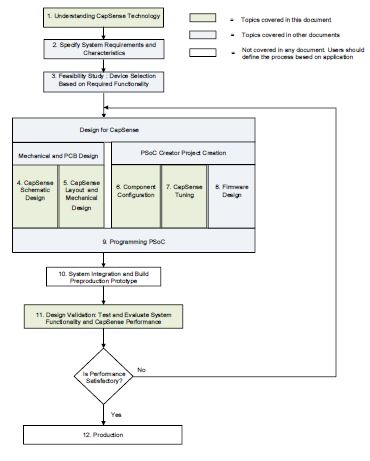 1. Understanding CapSense Technology
= Topics covered in this document
2. Specify System Requirements and
Characteristics
= Topics covered in other documents
= Not covered in any document. Users should
define the process based on application
3. Feasibility Study : Device Selection
Based on Required Functionality
Design for CapSense
Mechanical and PCB Design
PSoC Creator Project Creation
4. CapSense
Schematic
Design
5. CapSense
Layout and
Mechanical
Design
6. Component
Configuration
7. CapSense
Tuning
8. Firmware
Design
9. Programming PSoC
10. System Integration and Build
Preproduction Prototype
11. Design Validation: Test and Evaluate System
Functionality and CapSense Performance
Is Performance
Satisfactory?
No
Yes
12. Production